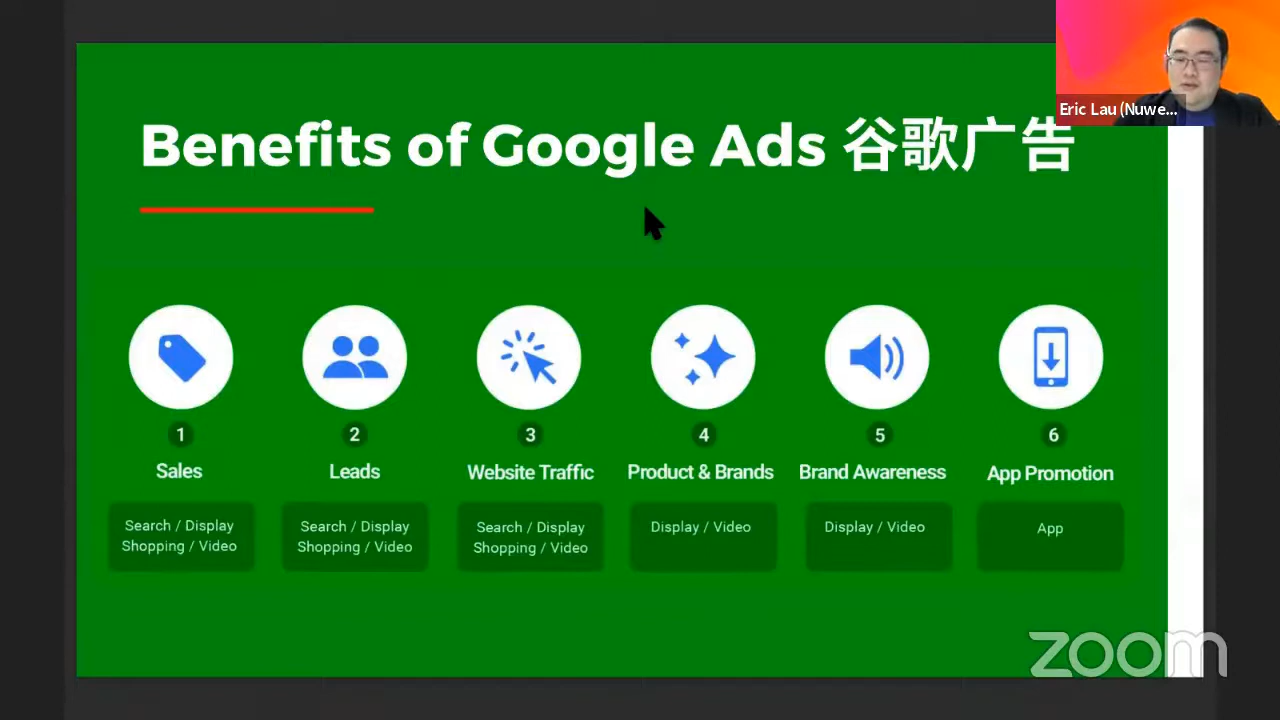 Eric Lau (Nuwe...
Benefits of Google Ads 谷歌广告
1
Sales
Search / Display
Shopping / Video
2
Leads
Search / Display
Shopping / Video
3
Website Traffic
Search / Display
Shopping / Video
4
Product & Brands
Display / Video
5
Brand Awareness
Display / Video
6
App Promotion
App
zoom